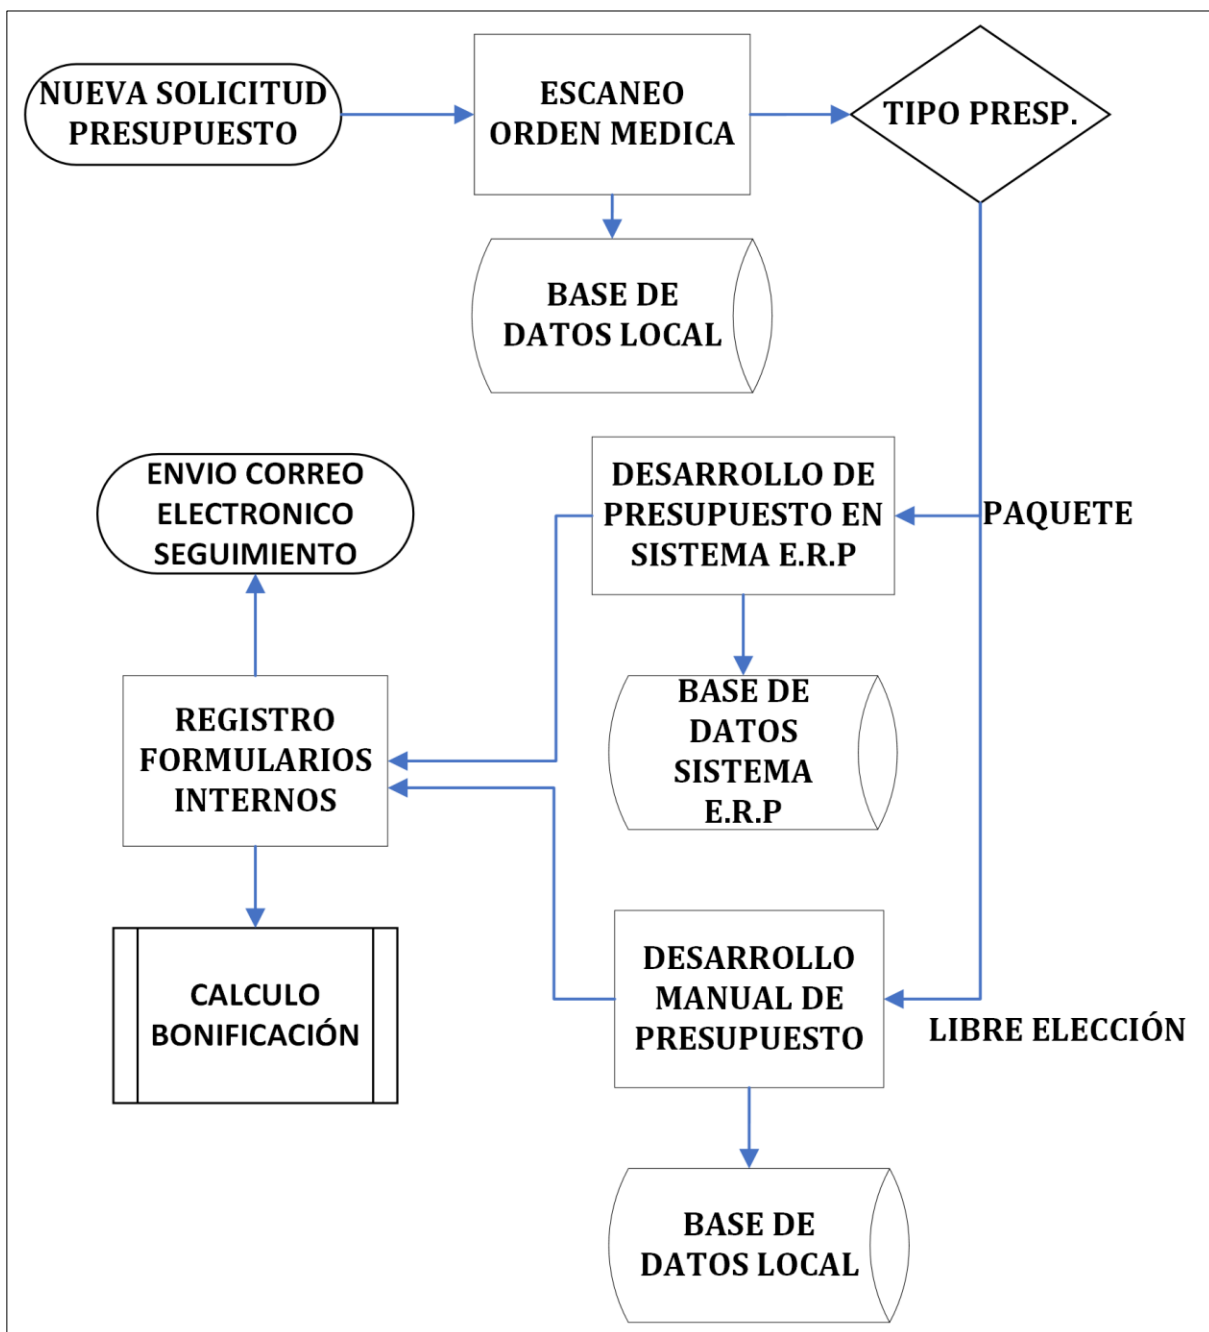 NUEVA SOLICITUD
PRESUPUESTO
ESCANEO
ORDEN MEDICA
TIPO PRESP.
BASE DE
DATOS LOCAL
ENVIO CORREO
ELECTRONICO
SEGUIMIENTO
DESARROLLO DE
PRESUPUESTO EN
SISTEMA E.R.P
PAQUETE
REGISTRO
FORMULARIOS
INTERNOS
BASE DE
DATOS
SISTEMA
E.R.P
CALCULO
BONIFICACIÓN
DESARROLLO
MANUAL DE
PRESUPUESTO
LIBRE ELECCIÓN
BASE DE
DATOS LOCAL